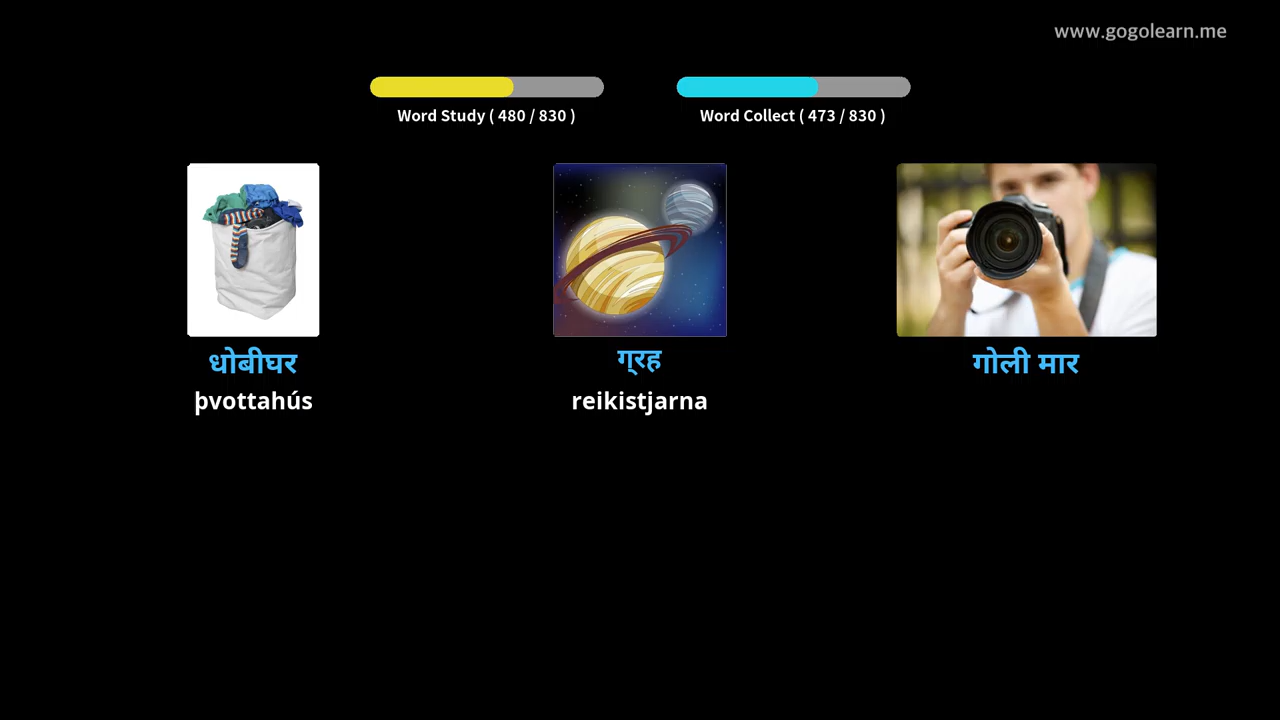 www.gogolearn.me
Word Study ( 480 / 830 )
Word Collect ( 473 / 830 )
धोबीघर
ग्रह
गोली मार
þvottahús
reikistjarna